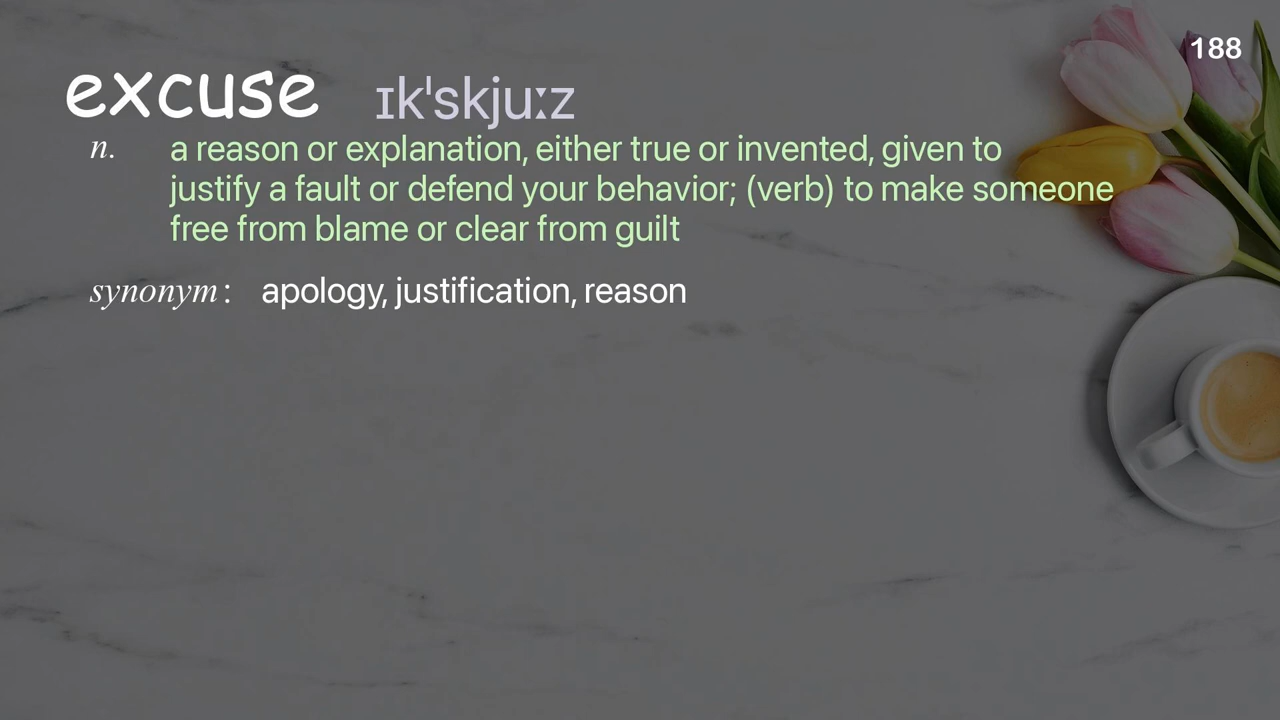 188
excuse ɪk'skjuːz
n. a reason or explanation, either true or invented, given to
justify a fault or defend your behavior; (verb) to make someone
free from blame or clear from guilt
synonym: apology, justification, reason